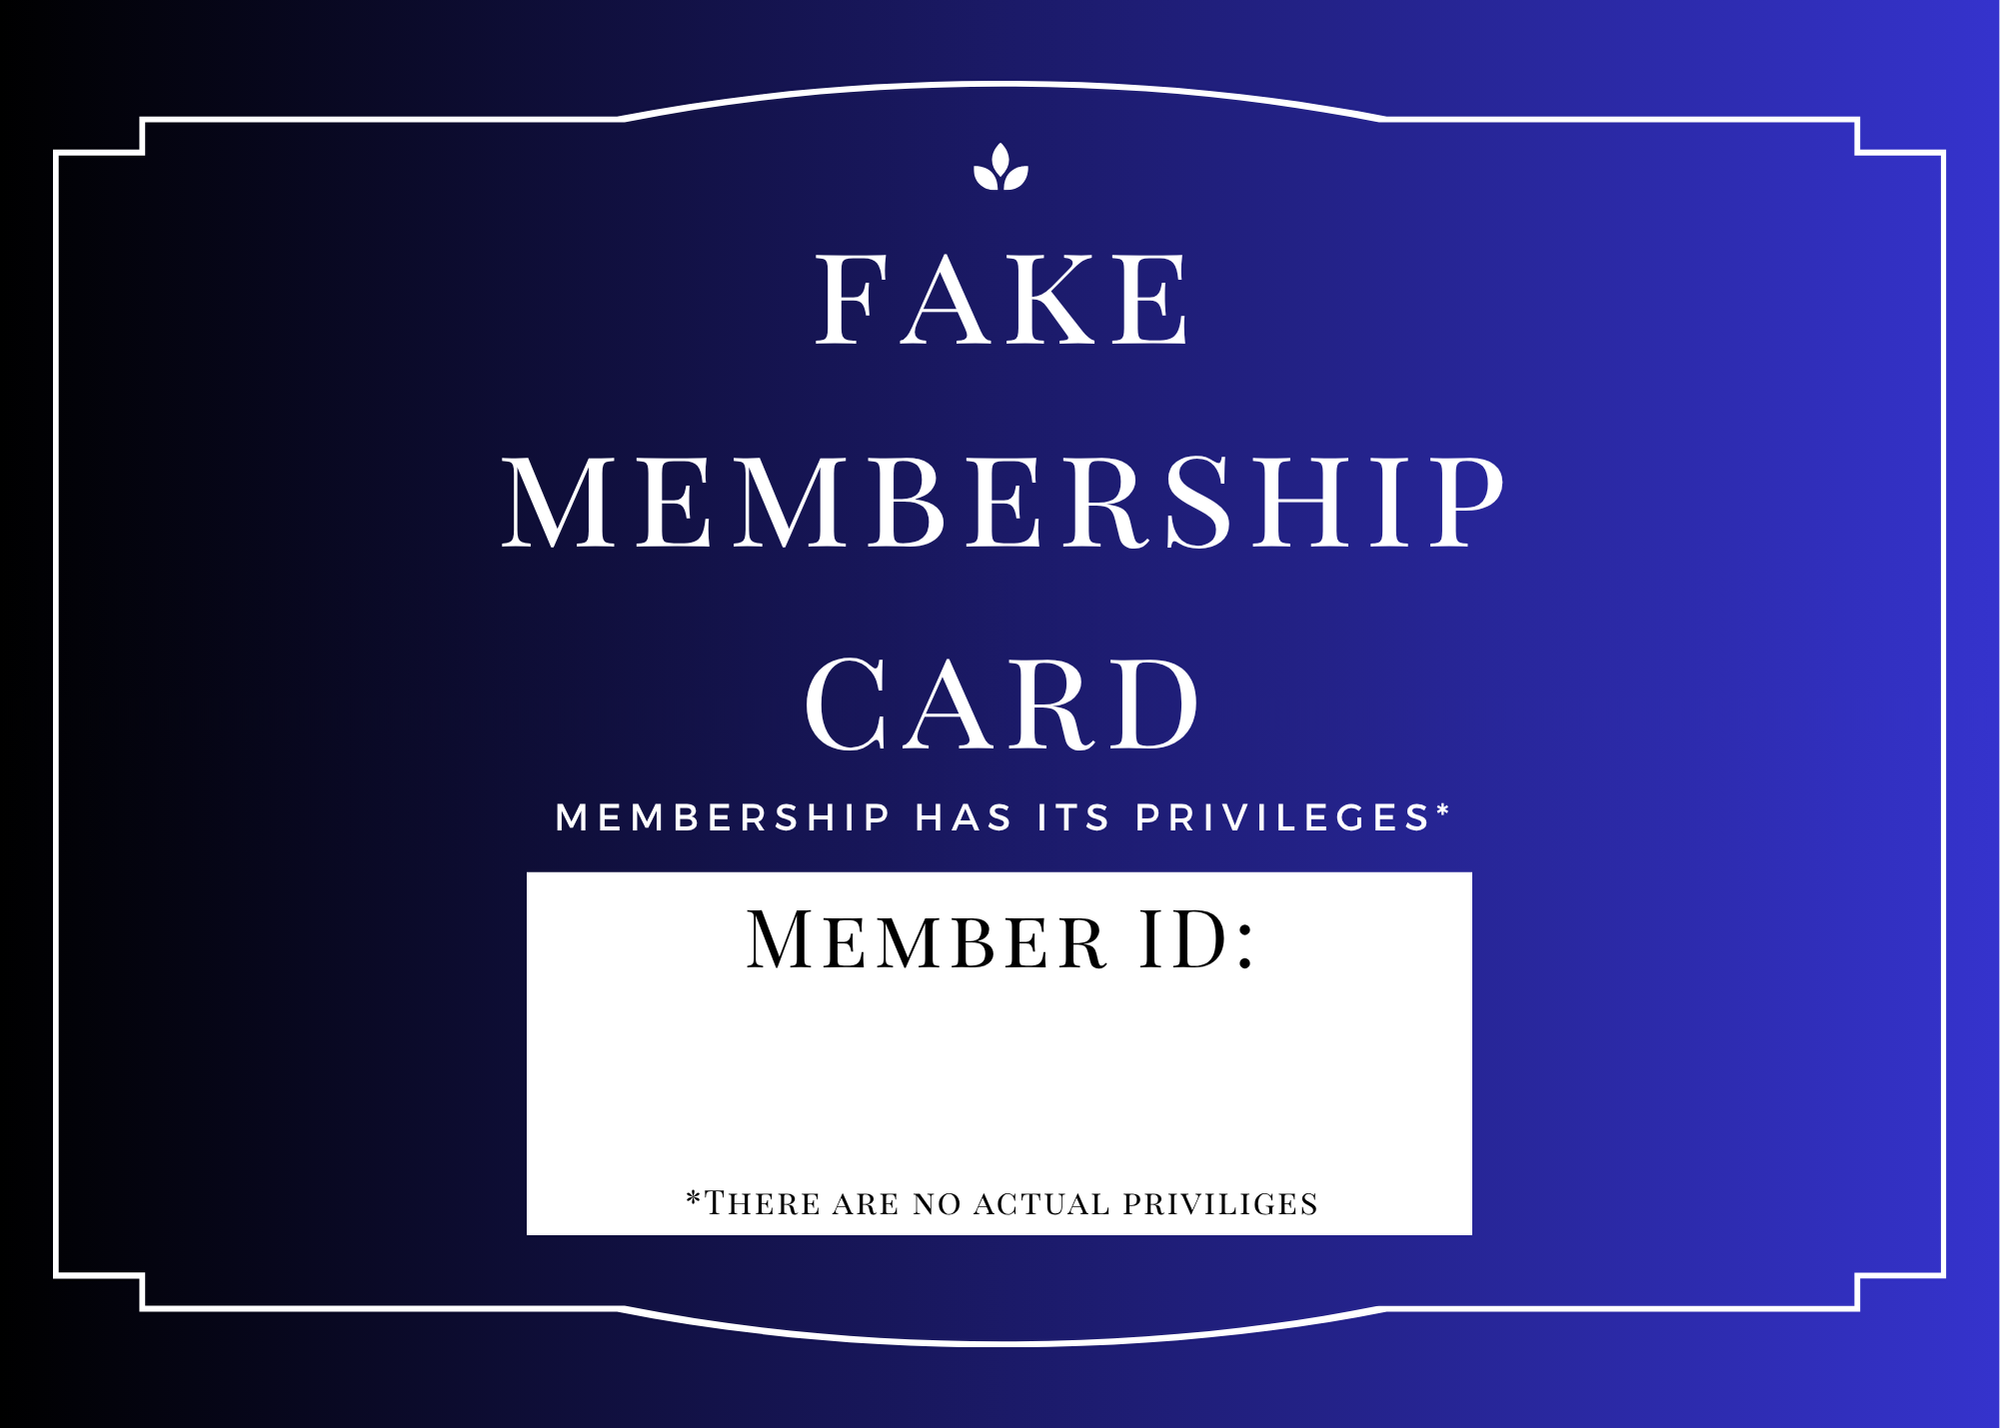 FAKE
MEMBERSHIP
CARD
MEMBERSHIP HAS ITS PRIVILEGES*
Member ID:
*There are no actual priviliges